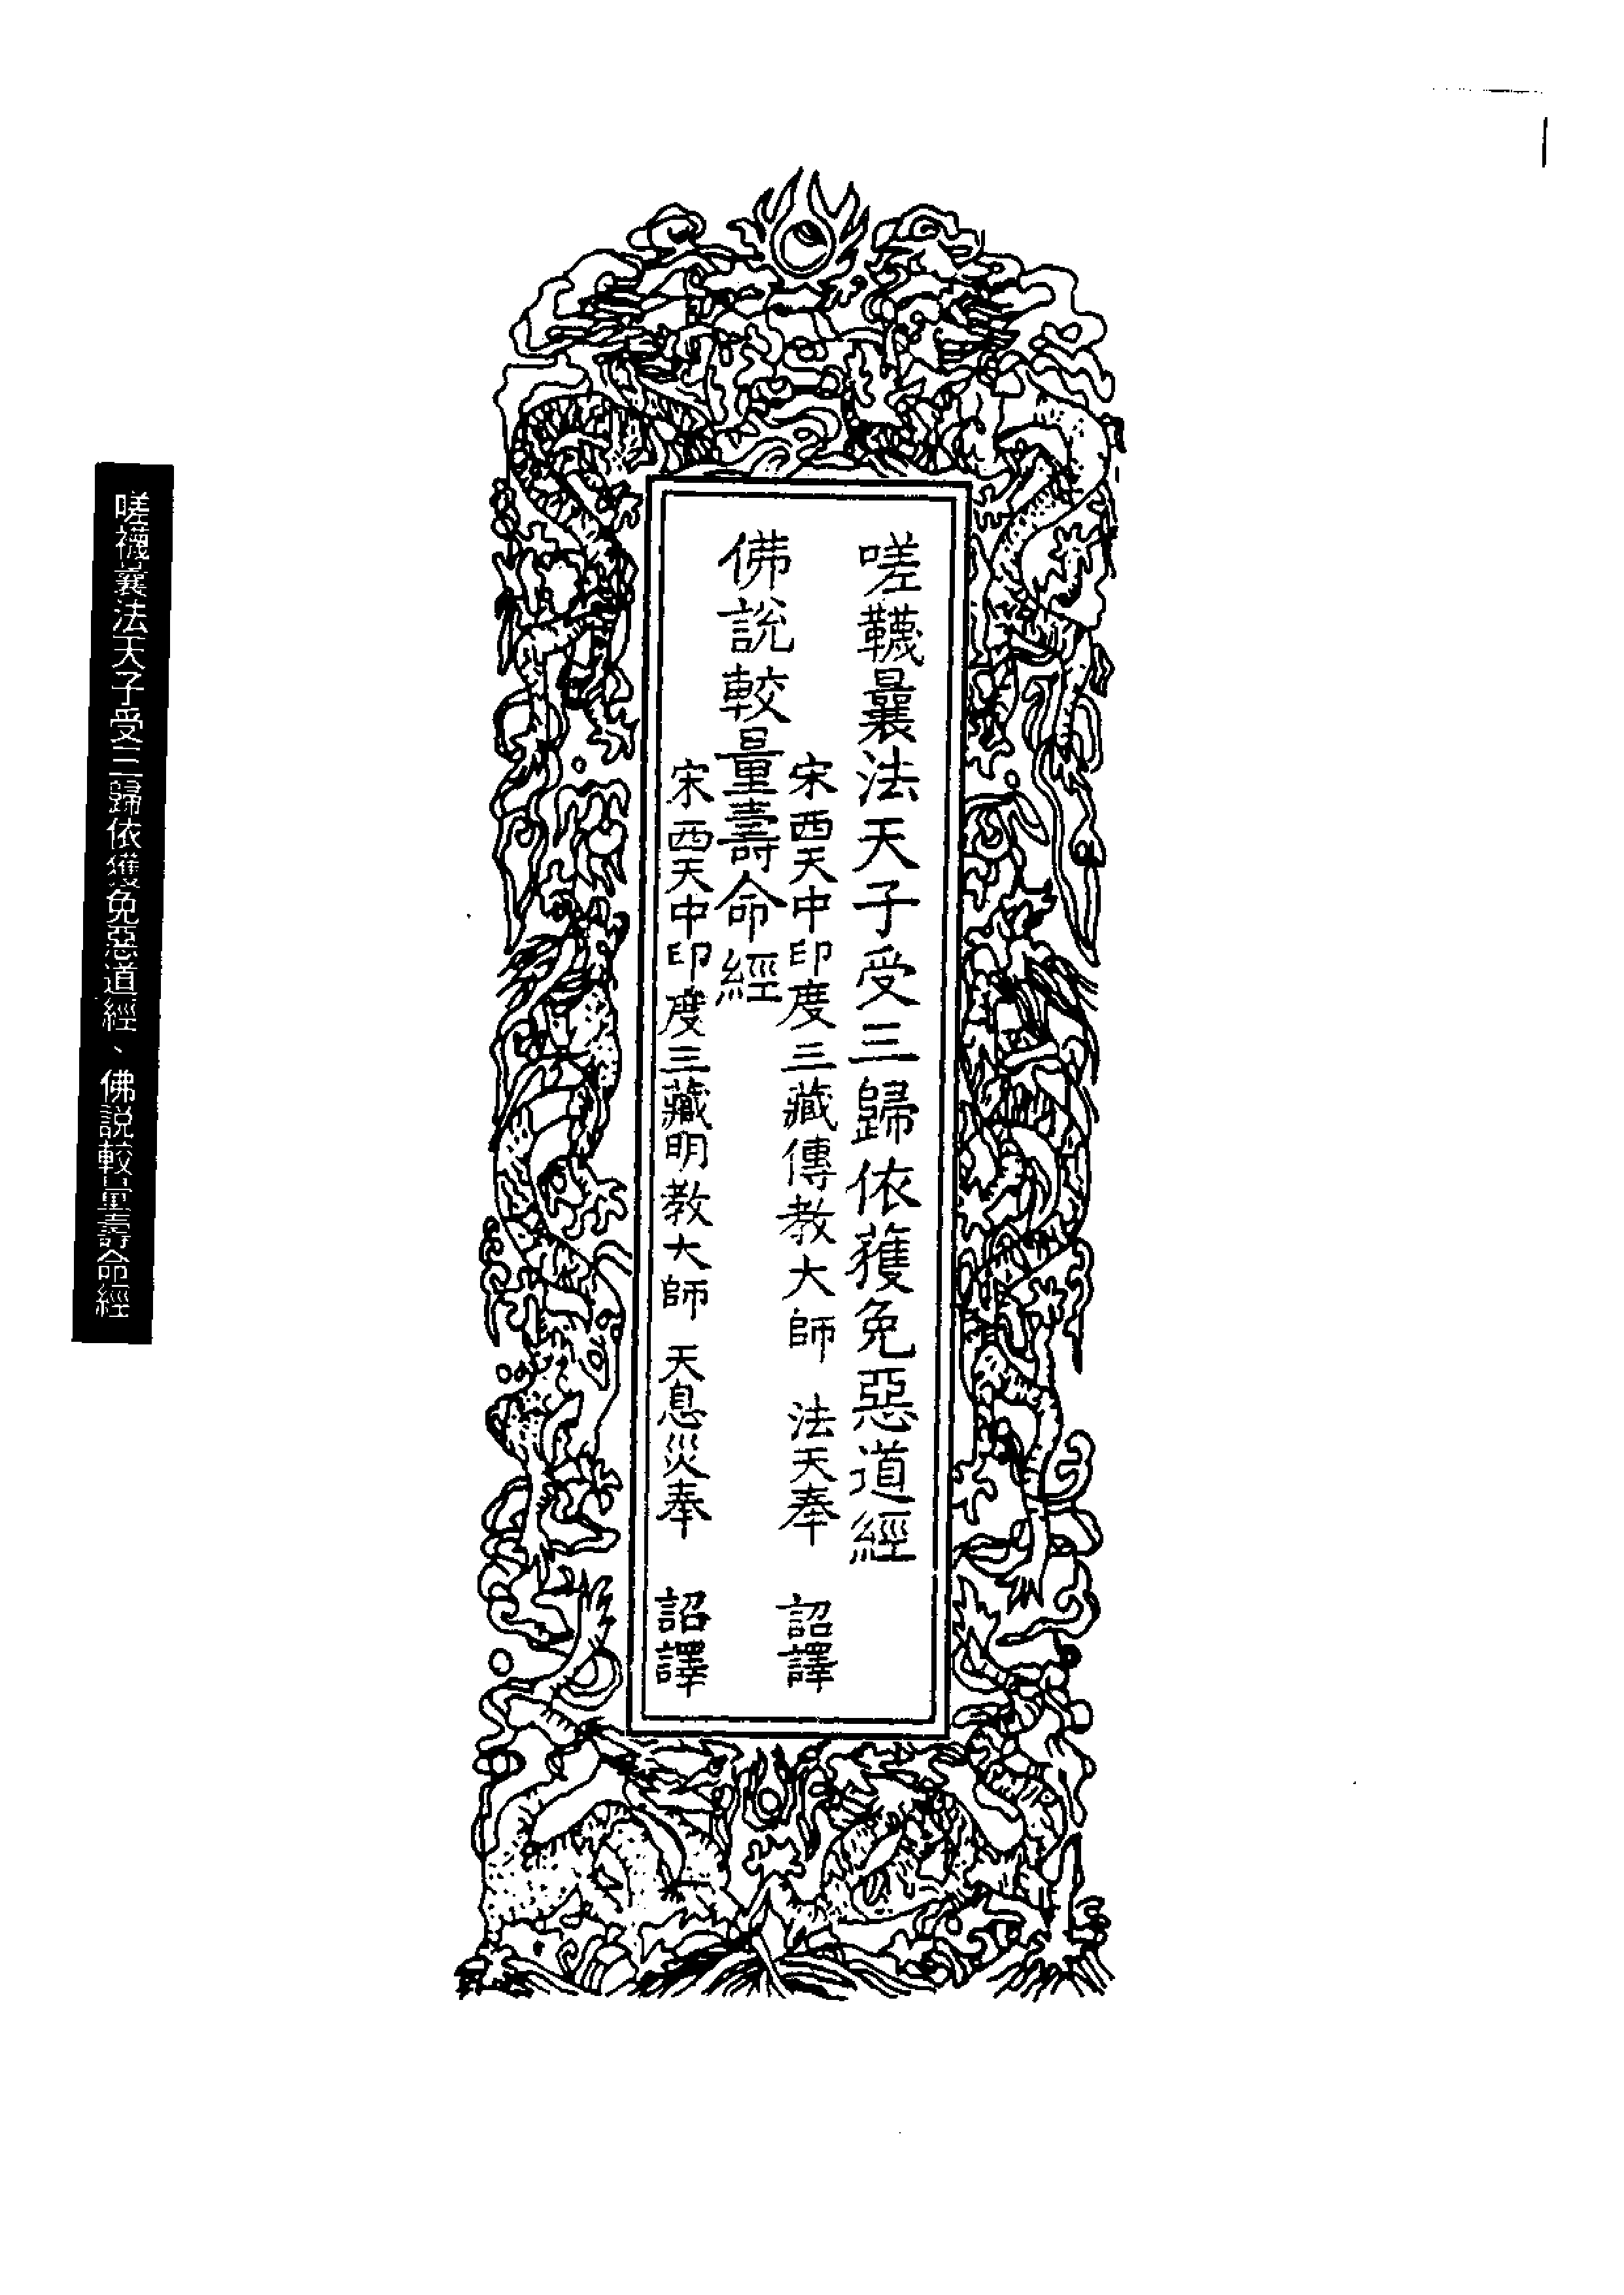 嗟韈曩法天子受三歸依獲免惡道經
宋西天中印度三藏傳教大師 法天奉 詔譯
佛說較量壽命經
宋西天中印度三藏明教大師 天息災奉 詔譯
嗟襪曩法天子受三歸依獲免惡道經、佛説較量壽命經